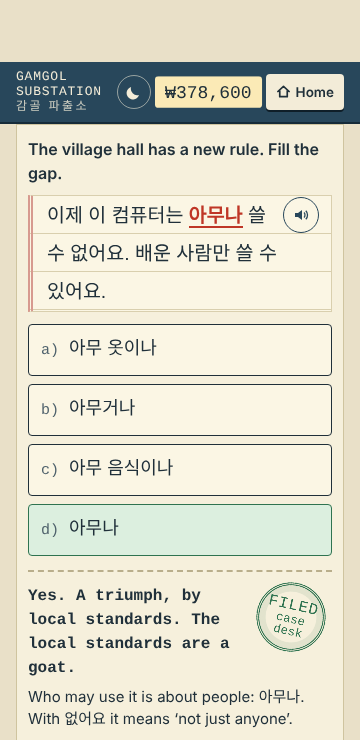 GAMGOL
SUBSTATION
감골 파출소
₩378,600
Home
The village hall has a new rule. Fill the
gap.
이제 이 컴퓨터는 아무나 쓸
수 없어요. 배운 사람만 쓸 수
있어요.
a) 아무 옷이나
b) 아무거나
c) 아무 음식이나
d) 아무나
Yes. A triumph, by
local standards. The
local standards are a
goat.
FILED
case
desk
Who may use it is about people: 아무나.
With 없어요 it means ‘not just anyone’.